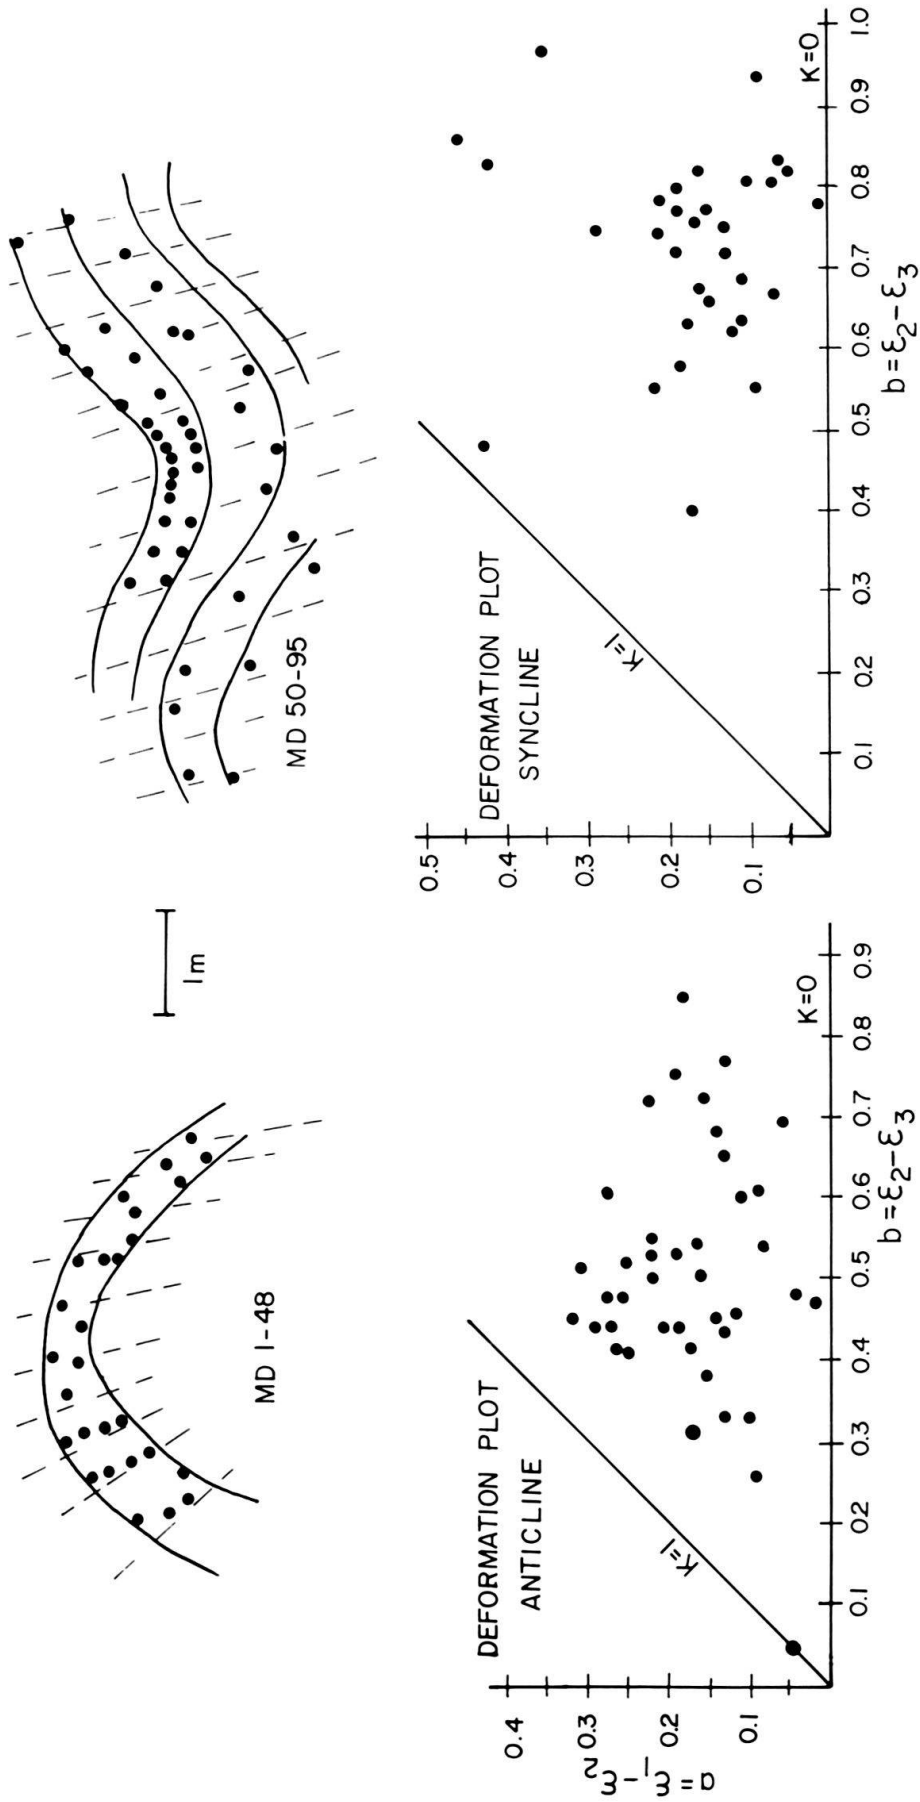 MD 1-48
1m
MD 50-95
DEFORMATION PLOT
ANTICLINE
K=1
K=0
0.4
0.3
0.2
0.1
a=ε₁-ε₂
0.1
0.2
0.3
0.4
0.5
0.6
0.7
0.8
0.9
b=ε₂-ε₃
DEFORMATION PLOT
SYNCLINE
K=1
K=0
0.5
0.4
0.3
0.2
0.1
0.1
0.2
0.3
0.4
0.5
0.6
0.7
0.8
0.9
1.0
b=ε₂-ε₃